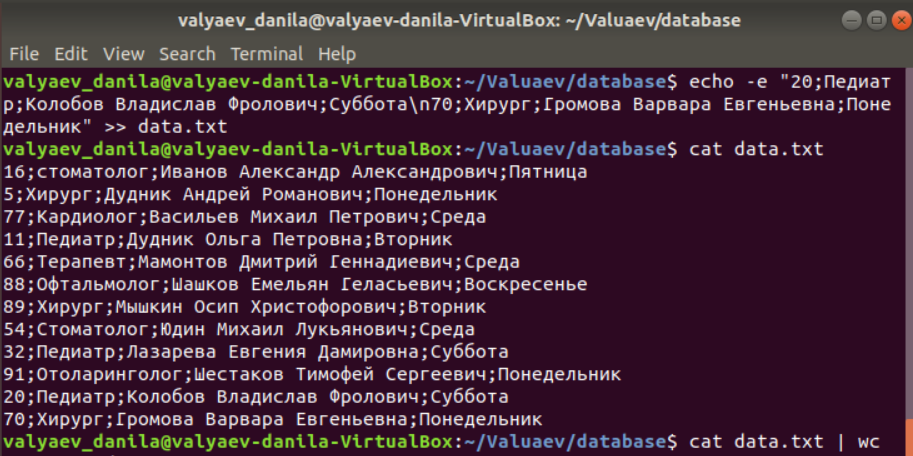 valyaev_danila@valyaev-danila-VirtualBox: ~/Valuaev/database
File Edit View Search Terminal Help
valyaev_danila@valyaev-danila-VirtualBox:~/Valuaev/database$ echo -e "20;Педиат
р;Колобов Владислав Фролович;Суббота\n70;Хирург;Громова Варвара Евгеньевна;Поне
дельник" >> data.txt
valyaev_danila@valyaev-danila-VirtualBox:~/Valuaev/database$ cat data.txt
16;стоматолог;Иванов Александр Александрович;Пятница
5;Хирург;Дудник Андрей Романович;Понедельник
77;Кардиолог;Васильев Михаил Петрович;Среда
11;Педиатр;Дудник Ольга Петровна;Вторник
66;Терапевт;Мамонтов Дмитрий Геннадиевич;Среда
88;Офтальмолог;Шашков Емельян Геласьевич;Воскресенье
89;Хирург;Мышкин Осип Христофорович;Вторник
54;Стоматолог;Юдин Михаил Лукьянович;Среда
32;Педиатр;Лазарева Евгения Дамировна;Суббота
91;Отоларинголог;Шестаков Тимофей Сергеевич;Понедельник
20;Педиатр;Колобов Владислав Фролович;Суббота
70;Хирург;Громова Варвара Евгеньевна;Понедельник
valyaev_danila@valyaev-danila-VirtualBox:~/Valuaev/database$ cat data.txt | wc